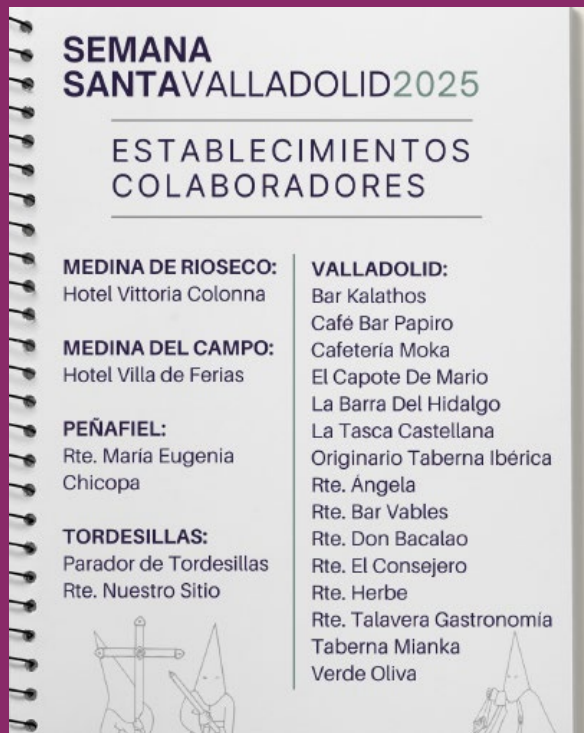 SEMANA
SANTAVALLADOLID2025
ESTABLECIMIENTOS
COLABORADORES
MEDINA DE RIOSECO:
Hotel Vittoria Colonna
MEDINA DEL CAMPO:
Hotel Villa de Ferias
PEÑAFIEL:
Rte. María Eugenia
Chicopa
TORDESILLAS:
Parador de Tordesillas
Rte. Nuestro Sitio
VALLADOLID:
Bar Kalathos
Café Bar Papiro
Cafetería Moka
El Capote De Mario
La Barra Del Hidalgo
La Tasca Castellana
Originario Taberna Ibérica
Rte. Ángela
Rte. Bar Vables
Rte. Don Bacalao
Rte. El Consejero
Rte. Herbe
Rte. Talavera Gastronomía
Taberna Mianka
Verde Oliva